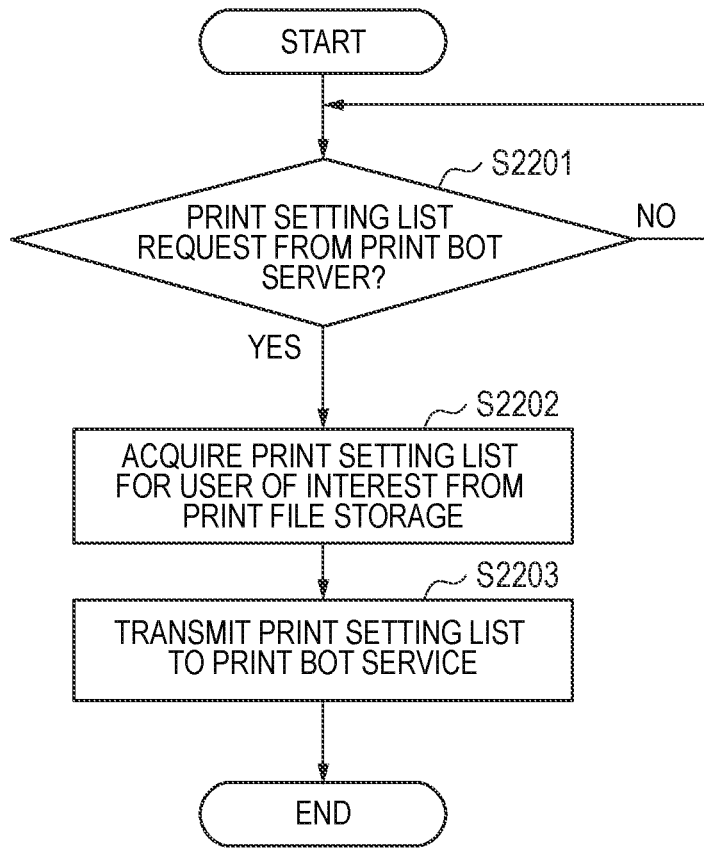 START
S2201
PRINT SETTING LIST
REQUEST FROM PRINT BOT
SERVER?
NO
YES
S2202
ACQUIRE PRINT SETTING LIST
FOR USER OF INTEREST FROM
PRINT FILE STORAGE
S2203
TRANSMIT PRINT SETTING LIST
TO PRINT BOT SERVICE
END